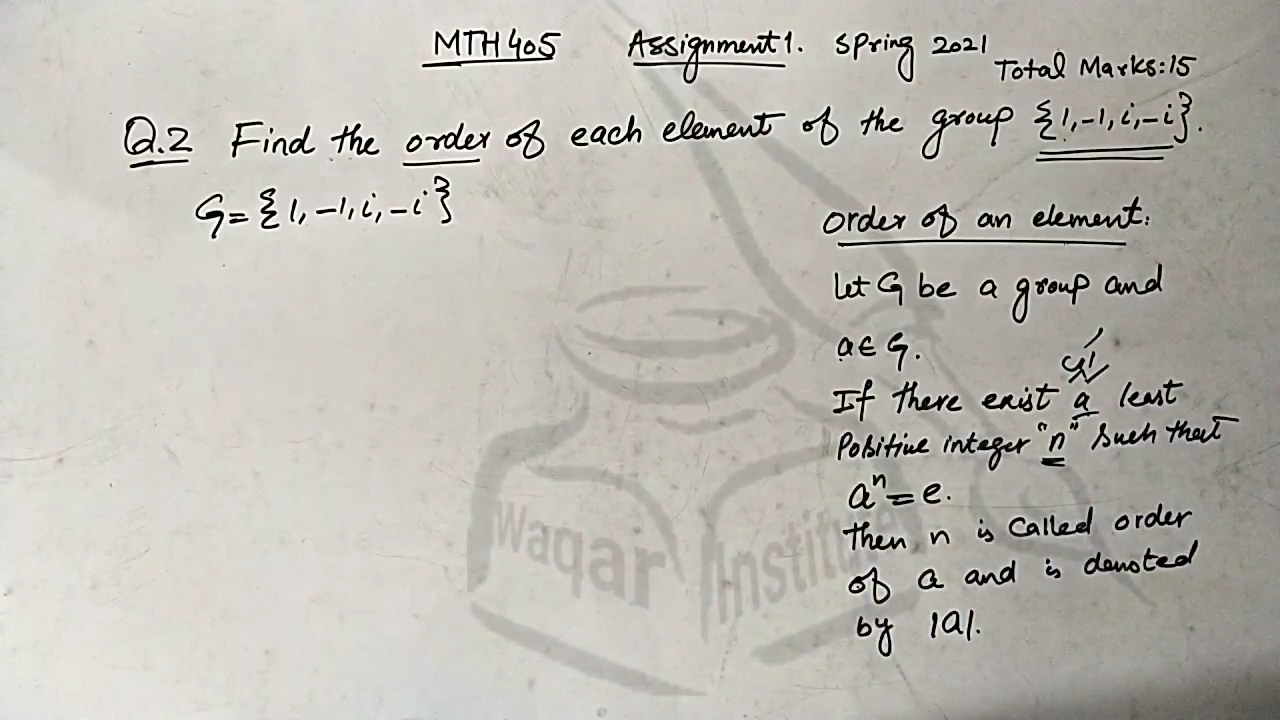 MTH405 Assignment 1. Spring 2021
Total Marks:15
Q.2 Find the order of each element of the group {1,-1,i,-i}.
G={1,-1,i,-i}
Order of an element:
Let G be a group and
a∈G.
If there exist a least
Positive integer "n" such that
aⁿ=e.
then n is called order
of a and is denoted
by |a|.
Waqar Institute